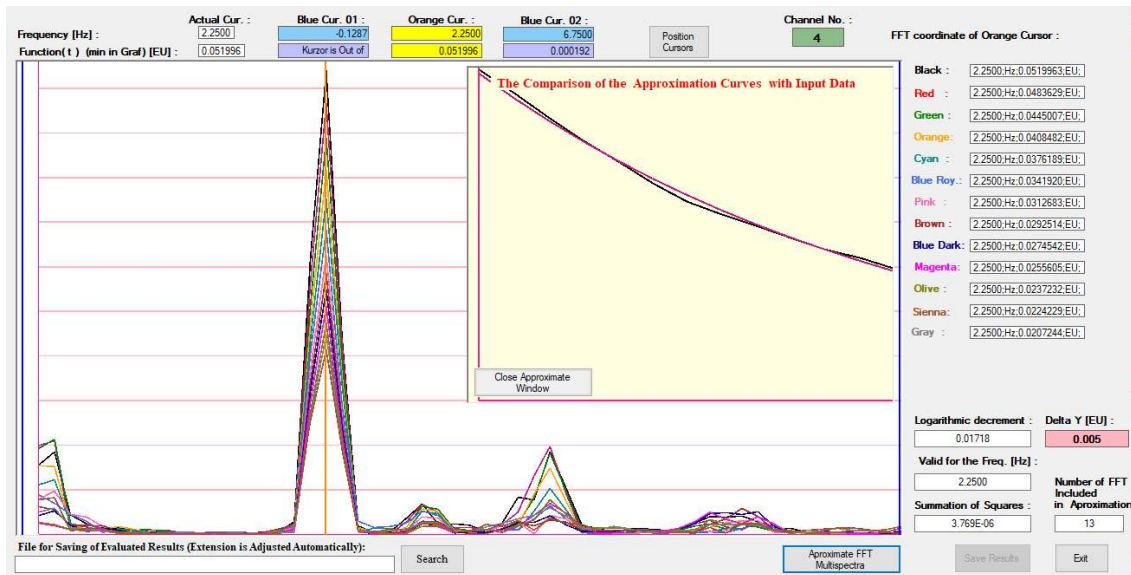 Actual Cur. : Blue Cur. 01 : Orange Cur. : Blue Cur. 02 : Channel No. :
Frequency [Hz] : 2.2500 -0.1287 2.2500 6.7500 Position Cursors 4 FFT coordinate of Orange Cursor :
Function( t ) (min in Graf) [EU] : 0.051996 Kurzor is Out of 0.051996 0.000192
The Comparison of the Approximation Curves with Input Data
Close Approximate
Window
Black : 2.2500;Hz;0.0519963;EU;
Red : 2.2500;Hz;0.0483629;EU;
Green : 2.2500;Hz;0.0445007;EU;
Orange: 2.2500;Hz;0.0408482;EU;
Cyan : 2.2500;Hz;0.0376189;EU;
Blue Roy.: 2.2500;Hz;0.0341920;EU;
Pink : 2.2500;Hz;0.0312683;EU;
Brown : 2.2500;Hz;0.0292514;EU;
Blue Dark: 2.2500;Hz;0.0274542;EU;
Magenta: 2.2500;Hz;0.0255605;EU;
Olive : 2.2500;Hz;0.0237232;EU;
Sienna: 2.2500;Hz;0.0224229;EU;
Gray : 2.2500;Hz;0.0207244;EU;
Logarithmic decrement : Delta Y [EU] :
0.01718 0.005
Valid for the Freq. [Hz] :
2.2500 Number of FFT
Included
Summation of Squares : in Aproximation
3.769E-06 13
File for Saving of Evaluated Results (Extension is Adjusted Automatically):
Search
Aproximate FFT
Multispectra
Save Results
Exit